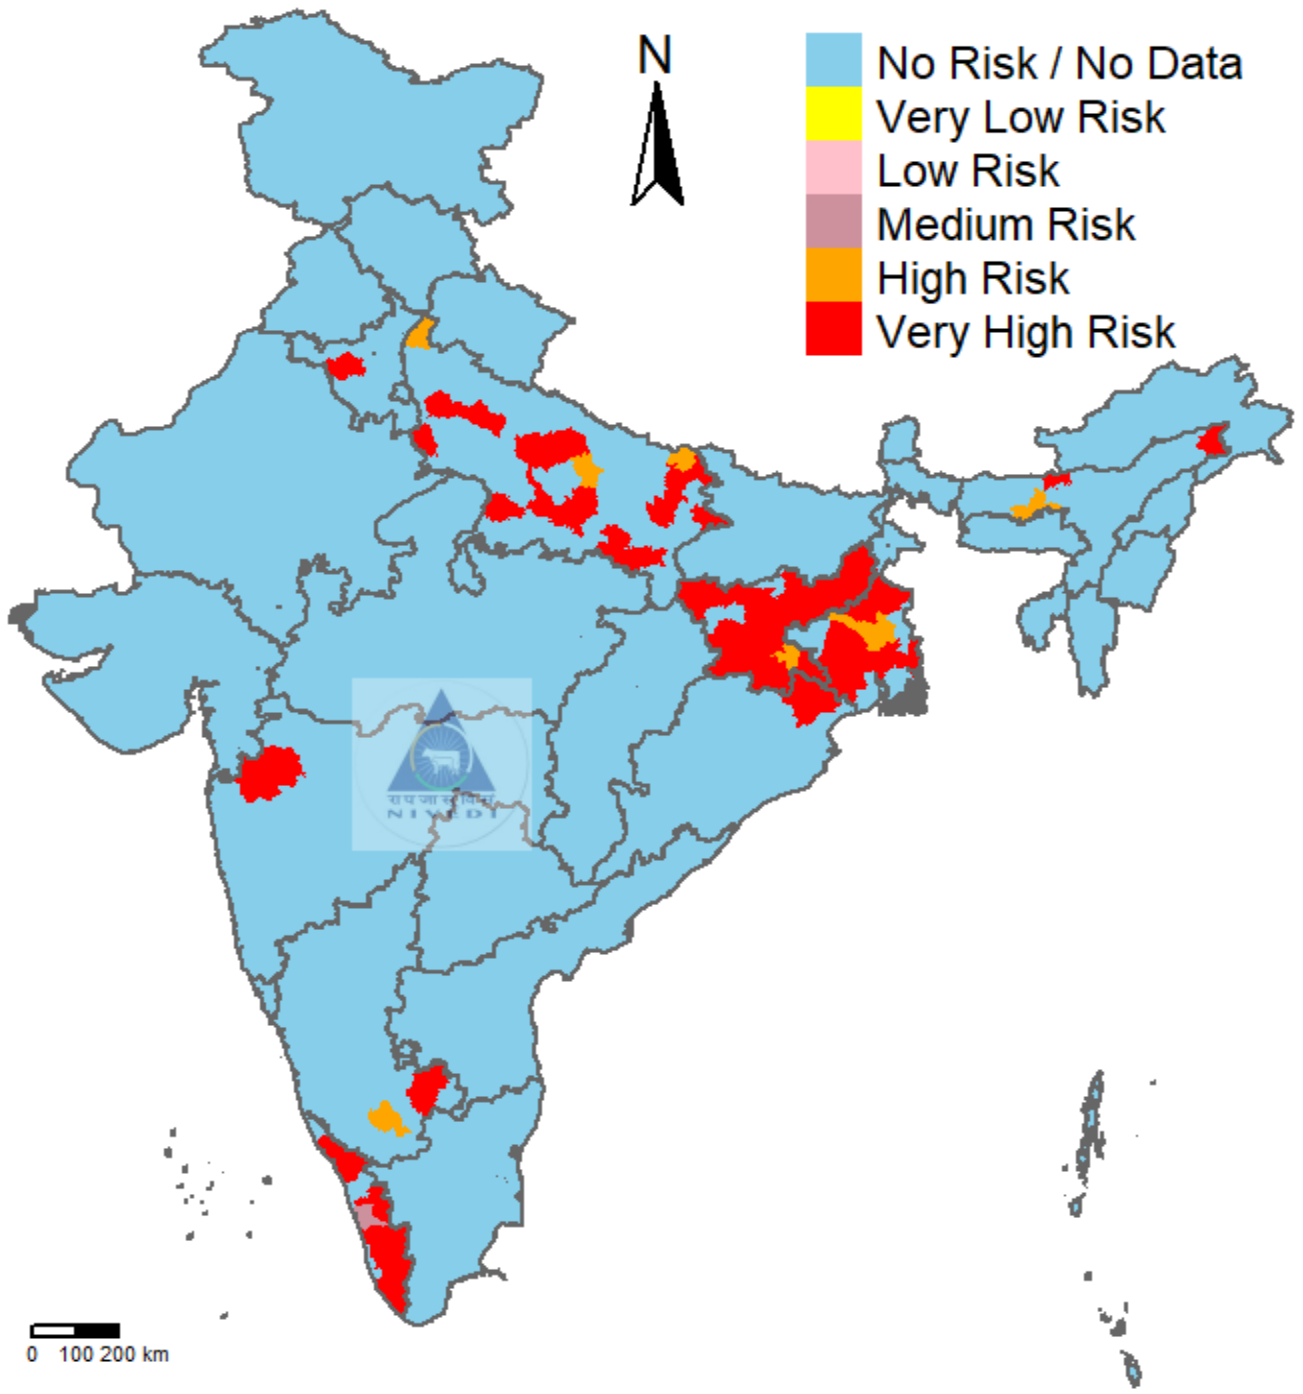 N
No Risk / No Data
Very Low Risk
Low Risk
Medium Risk
High Risk
Very High Risk
NIVEDI
0 100 200 km